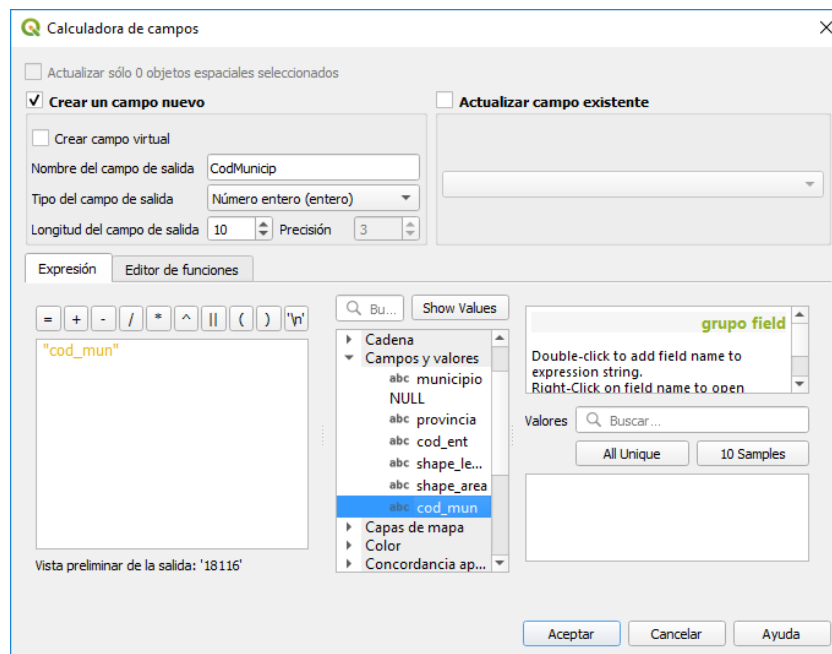 Calculadora de campos
Actualizar sólo 0 objetos espaciales seleccionados
Crear un campo nuevo
Actualizar campo existente
Crear campo virtual
Nombre del campo de salida CodMunicip
Tipo del campo de salida Número entero (entero)
Longitud del campo de salida 10 Precisión 3
Expresión Editor de funciones
= + - / * ^ || ( ) '\n'
"cod_mun"
Vista preliminar de la salida: '18116'
Bu... Show Values
Cadena
Campos y valores
abc municipio
NULL
abc provincia
abc cod_ent
abc shape_le...
abc shape_area
abc cod_mun
Capas de mapa
Color
Concordancia ap...
grupo field
Double-click to add field name to
expression string.
Right-Click on field name to open
Valores Buscar...
All Unique 10 Samples
Aceptar Cancelar Ayuda